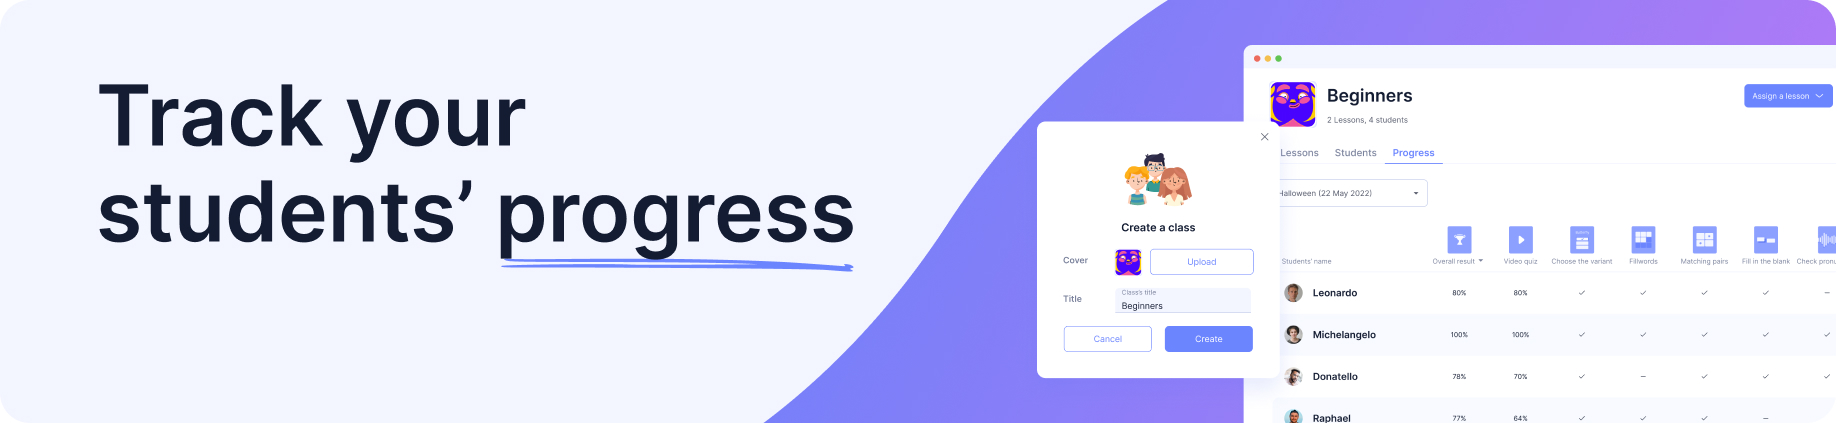 Track your
students’ progress
Create a class
Cover
Upload
Title
Class's title
Beginners
Cancel
Create
Beginners
2 Lessons, 4 students
Assign a lesson
Lessons Students Progress
Halloween (22 May 2022)
Students' name Overall result Video quiz Choose the variant Fillwords Matching pairs Fill in the blank Check
Leonardo 80% 80%
Michelangelo 100% 100%
Donatello 78% 70%
Raphael 77% 64%